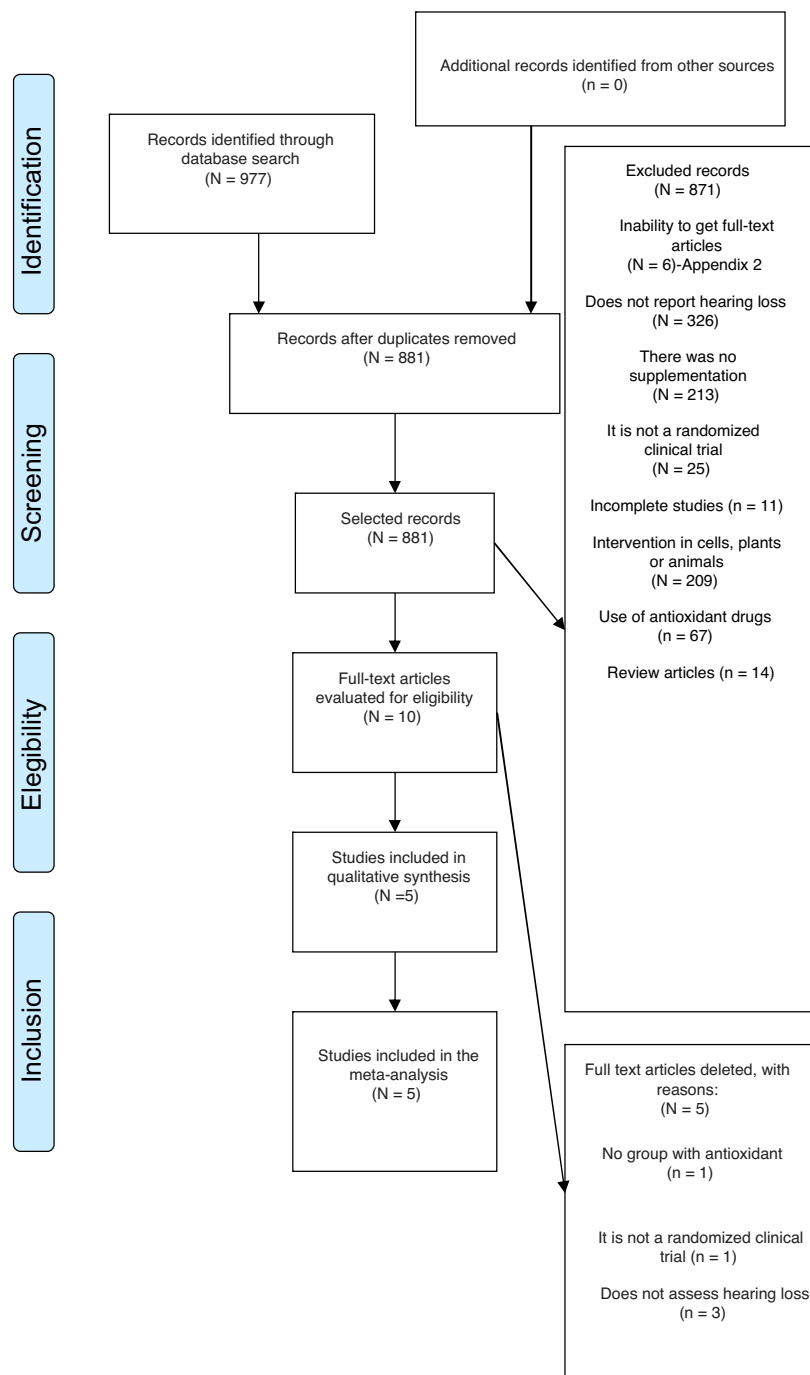 Identification
Screening
Elegibility
Inclusion
Additional records identified from other sources
(n = 0)
Records identified through
database search
(N = 977)
Records after duplicates removed
(N = 881)
Selected records
(N = 881)
Full-text articles
evaluated for eligibility
(N = 10)
Studies included in
qualitative synthesis
(N =5)
Studies included in the
meta-analysis
(N = 5)
Excluded records
(N = 871)
Inability to get full-text
articles
(N = 6)-Appendix 2
Does not report hearing loss
(N = 326)
There was no
supplementation
(N = 213)
It is not a randomized
clinical trial
(N = 25)
Incomplete studies (n = 11)
Intervention in cells, plants
or animals
(N = 209)
Use of antioxidant drugs
(n = 67)
Review articles (n = 14)
Full text articles deleted, with
reasons:
(N = 5)
No group with antioxidant
(n = 1)
It is not a randomized clinical
trial (n = 1)
Does not assess hearing loss
(n = 3)